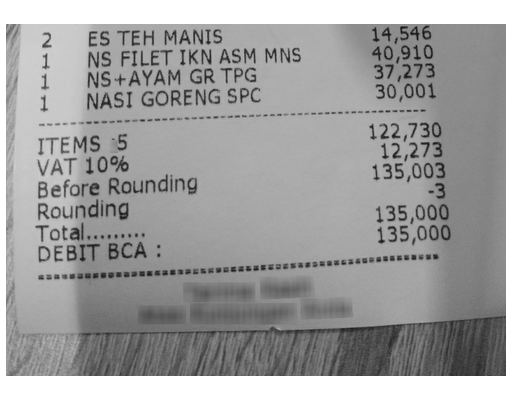 2 ES TEH MANIS 14,546
1 NS FILET IKN ASM MNS 40,910
1 NS+AYAM GR TPG 37,273
1 NASI GORENG SPC 30,001
ITEMS 5 122,730
VAT 10% 12,273
Before Rounding 135,003
Rounding -3
Total......... 135,000
DEBIT BCA : 135,000